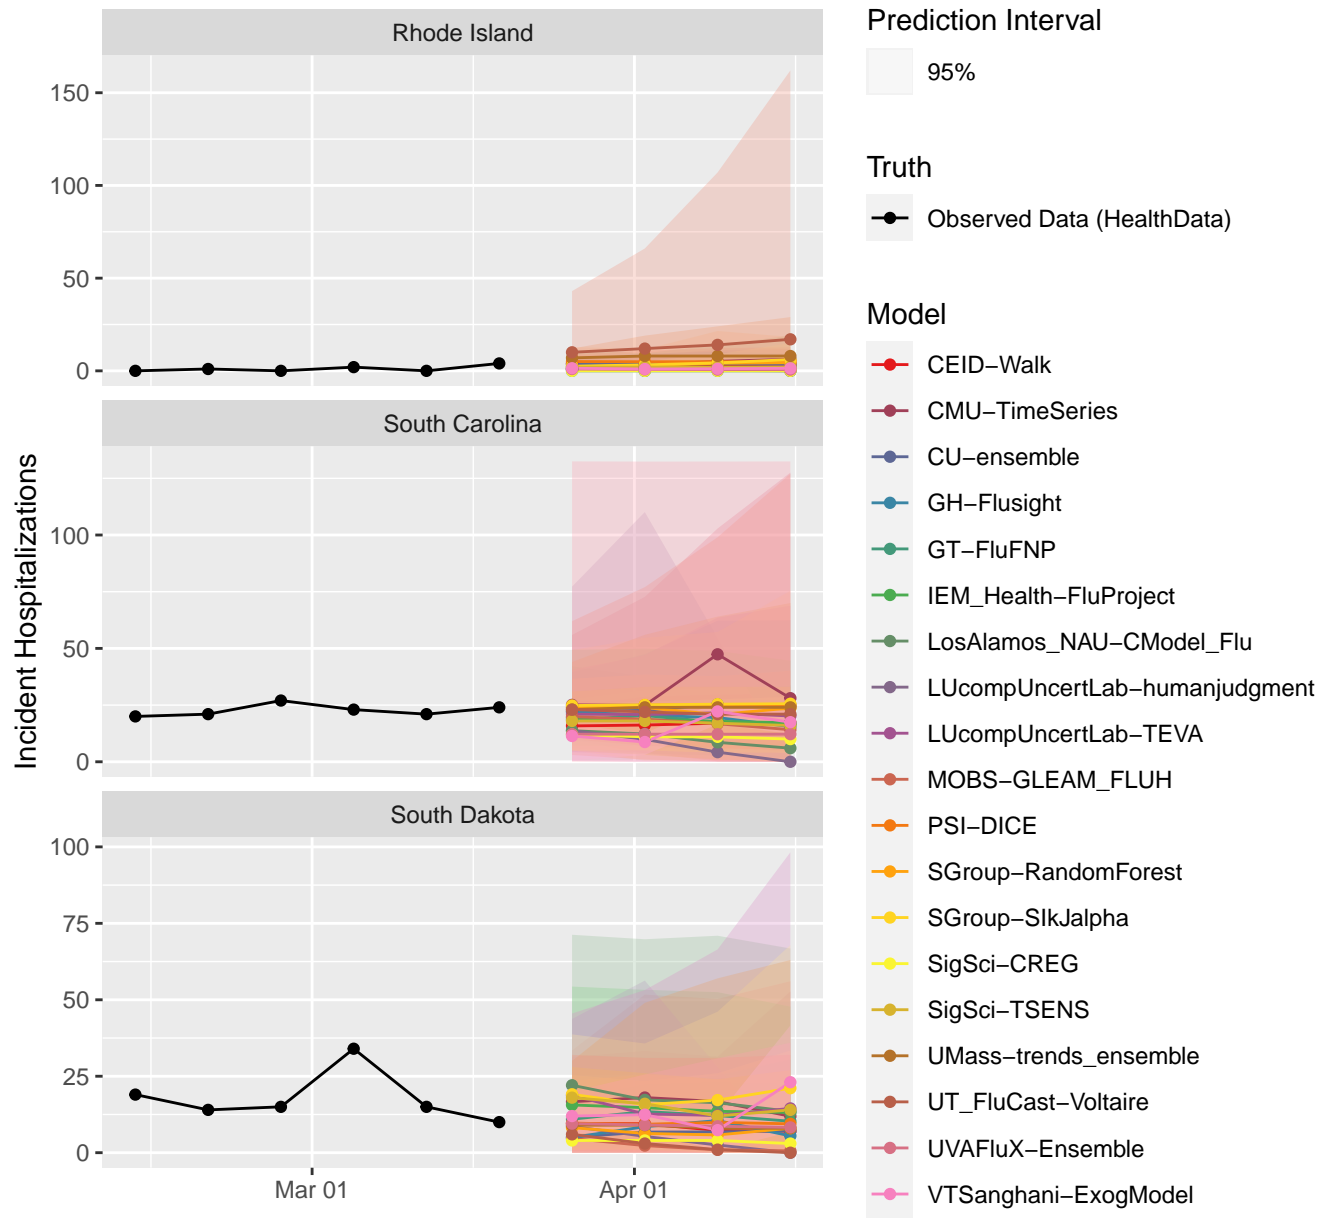 Rhode Island
150
100
50
0
South Carolina
100
50
0
South Dakota
100
75
50
25
0
Mar 01
Apr 01
Incident Hospitalizations
Prediction Interval
95%
Truth
Observed Data (HealthData)
Model
CEID−Walk
CMU−TimeSeries
CU−ensemble
GH−Flusight
GT−FluFNP
IEM_Health−FluProject
LosAlamos_NAU−CModel_Flu
LUcompUncertLab−humanjudgment
LUcompUncertLab−TEVA
MOBS−GLEAM_FLUH
PSI−DICE
SGroup−RandomForest
SGroup−SIkJalpha
SigSci−CREG
SigSci−TSENS
UMass−trends_ensemble
UT_FluCast−Voltaire
UVAFluX−Ensemble
VTSanghani−ExogModel